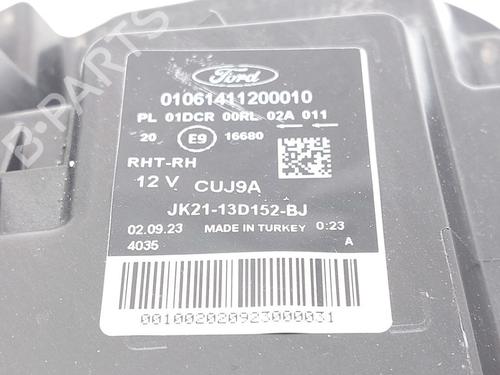 B-PARTS
Ford
01061411200010
PL 01DCR 00RL 02A 011
20 E9 16680
RHT-RH
12 V CUJ9A
JK21-13D152-BJ
02.09.23 MADE IN TURKEY 0:23
4035 A
001002020923000031